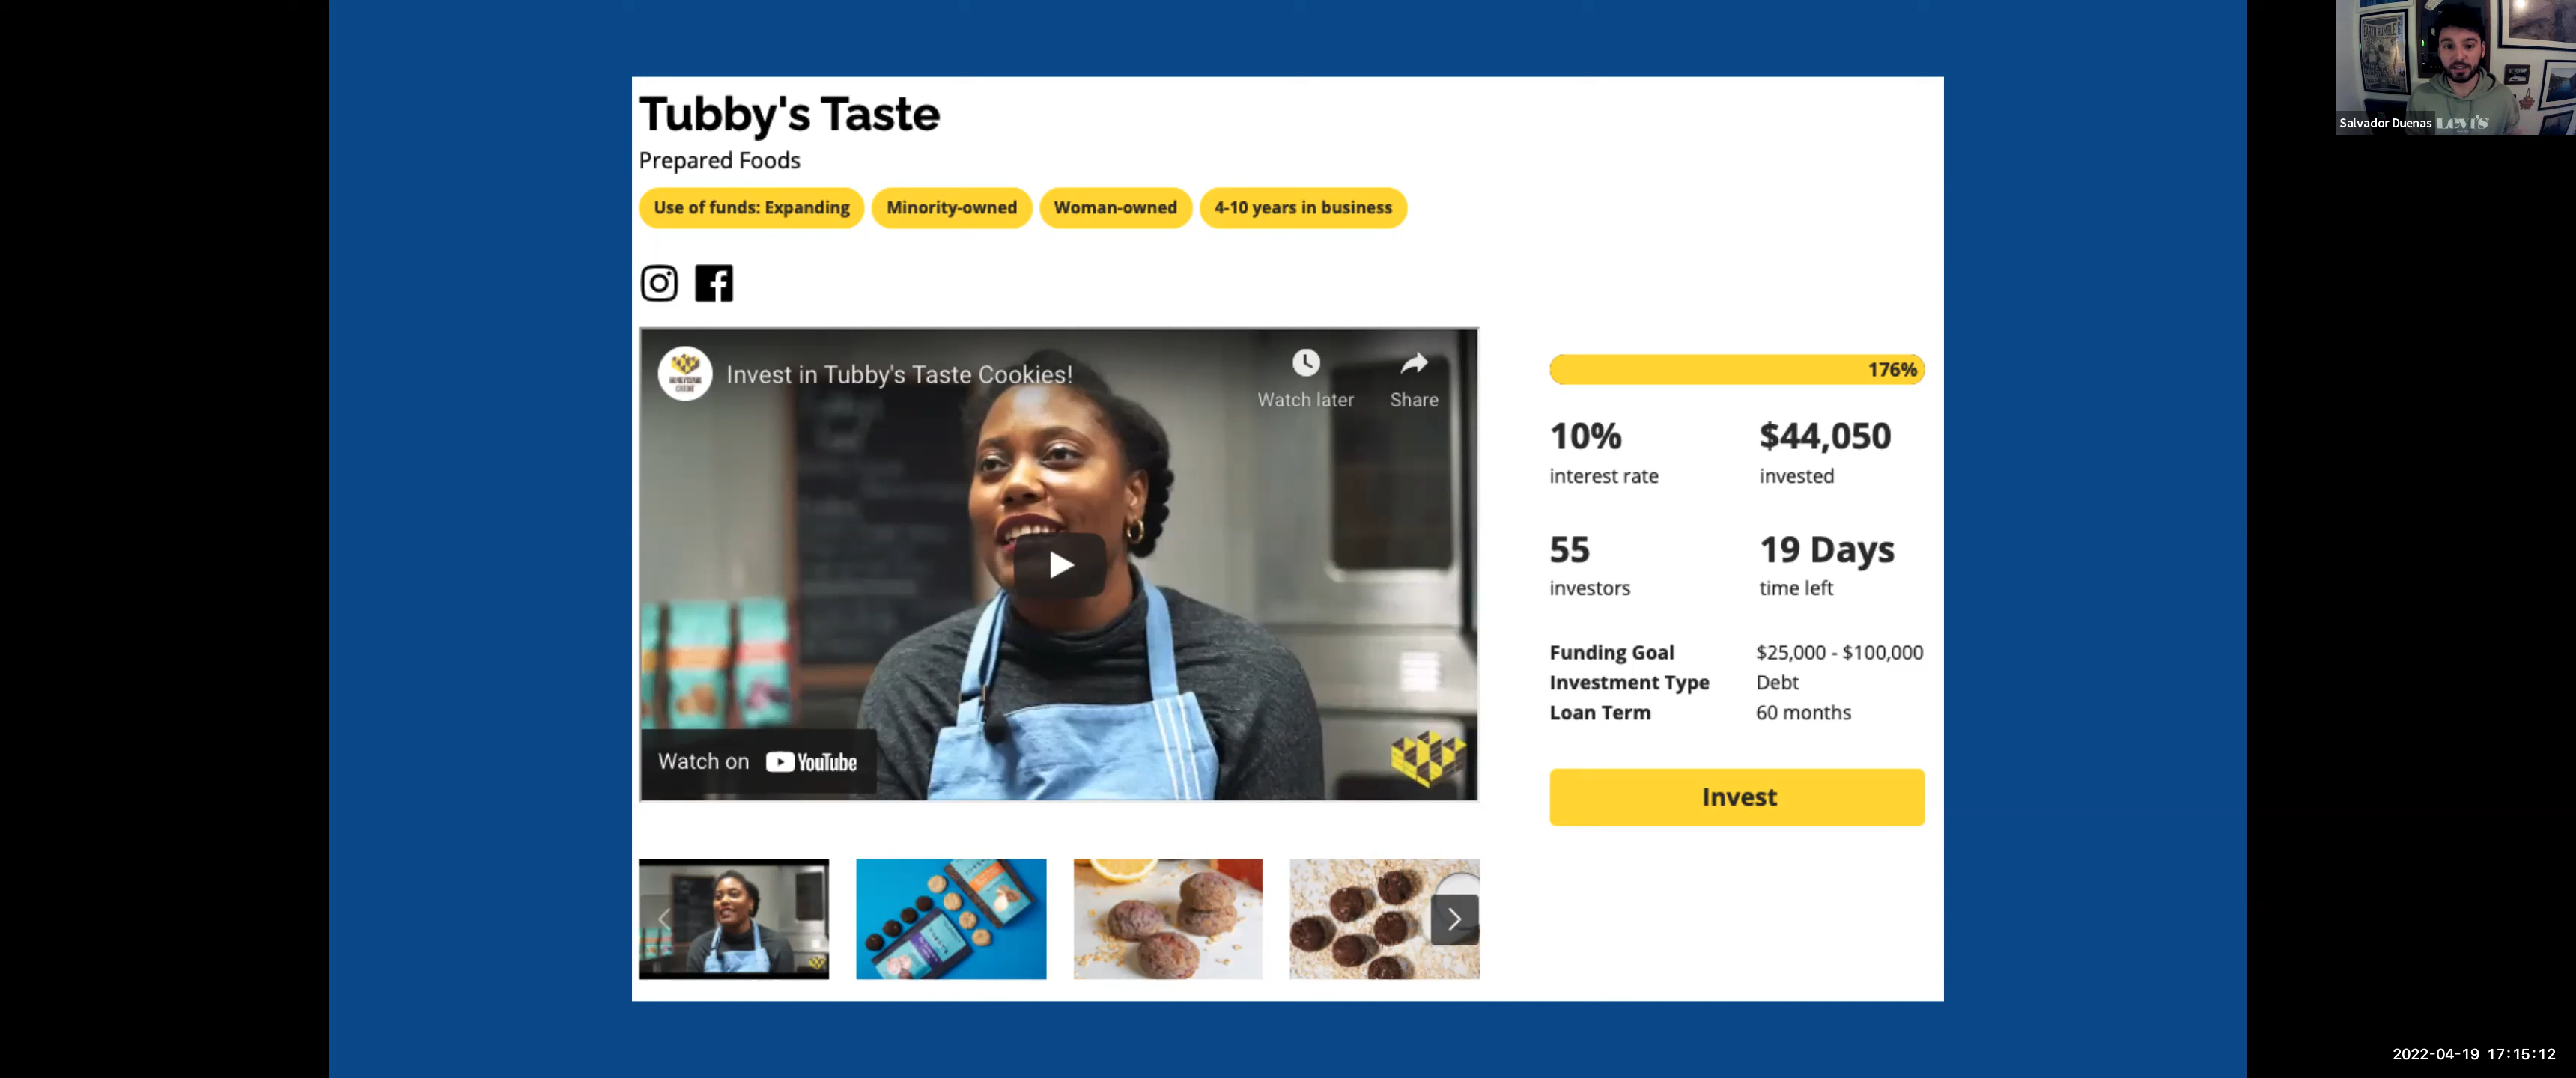 Tubby's Taste
Prepared Foods
Use of funds: Expanding
Minority-owned
Woman-owned
4-10 years in business
Invest in Tubby's Taste Cookies!
Watch later
Share
Watch on YouTube
176%
10%
interest rate
$44,050
invested
55
investors
19 Days
time left
Funding Goal $25,000 - $100,000
Investment Type Debt
Loan Term 60 months
Invest
Salvador Duenas
Levi's
2022-04-19 17:15:12